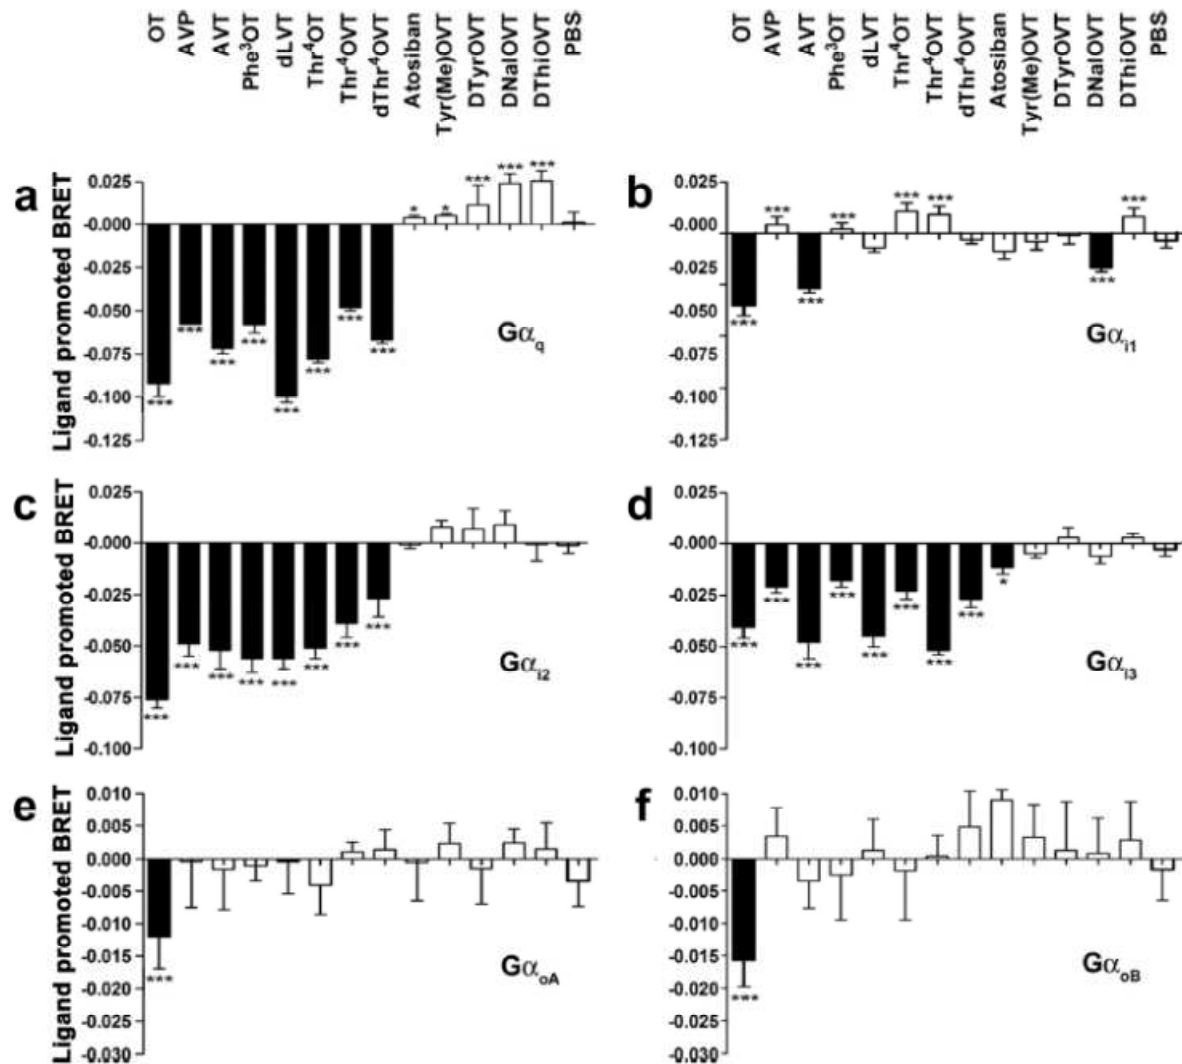 OT AVP AVT Phe³OT dLVT Thr⁴OT Thr⁴OVT dThr⁴OVT Atosiban Tyr(Me)OVT DTyrOVT DNalOVT DThiOVT PBS
OT AVP AVT Phe³OT dLVT Thr⁴OT Thr⁴OVT dThr⁴OVT Atosiban Tyr(Me)OVT DTyrOVT DNalOVT DThiOVT PBS
a
Ligand promoted BRET
0.025
-0.000
-0.025
-0.050
-0.075
-0.100
-0.125
*** *** *** *** *** *** *** *** * * *** *** ***
Gαq
b
0.025
-0.000
-0.025
-0.050
-0.075
-0.100
-0.125
*** *** *** *** *** *** *** ***
Gαi1
c
Ligand promoted BRET
0.025
-0.000
-0.025
-0.050
-0.075
-0.100
*** *** *** *** *** *** *** ***
Gαi2
d
0.025
-0.000
-0.025
-0.050
-0.075
-0.100
*** *** *** *** *** *** *** *** *
Gαi3
e
Ligand promoted BRET
0.010
0.005
0.000
-0.005
-0.010
-0.015
-0.020
-0.025
-0.030
***
GαoA
f
0.010
0.005
0.000
-0.005
-0.010
-0.015
-0.020
-0.025
-0.030
***
GαoB